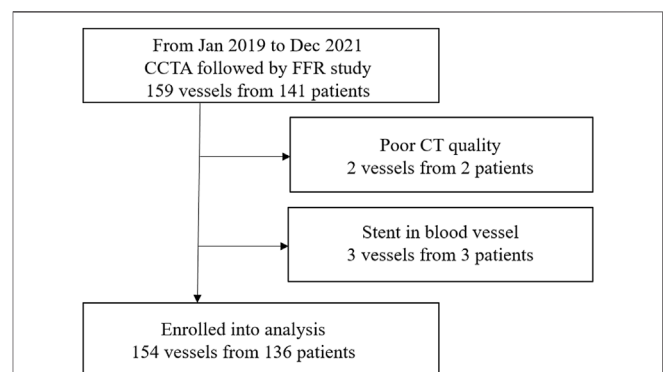 From Jan 2019 to Dec 2021
CCTA followed by FFR study
159 vessels from 141 patients
Poor CT quality
2 vessels from 2 patients
Stent in blood vessel
3 vessels from 3 patients
Enrolled into analysis
154 vessels from 136 patients